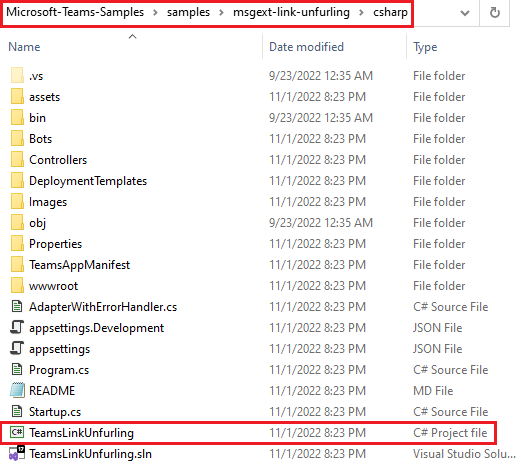 Microsoft-Teams-Samples > samples > msgext-link-unfurling > csharp
Name Date modified Type
.vs 9/23/2022 12:35 AM File folder
assets 11/1/2022 8:23 PM File folder
bin 9/23/2022 12:35 AM File folder
Bots 11/1/2022 8:23 PM File folder
Controllers 11/1/2022 8:23 PM File folder
DeploymentTemplates 11/1/2022 8:23 PM File folder
Images 11/1/2022 8:23 PM File folder
obj 9/23/2022 12:35 AM File folder
Properties 11/1/2022 8:23 PM File folder
TeamsAppManifest 11/1/2022 8:23 PM File folder
wwwroot 11/1/2022 8:23 PM File folder
AdapterWithErrorHandler.cs 11/1/2022 8:23 PM C# Source File
appsettings.Development 11/1/2022 8:23 PM JSON File
appsettings 11/1/2022 8:23 PM JSON File
Program.cs 11/1/2022 8:23 PM C# Source File
README 11/1/2022 8:23 PM MD File
Startup.cs 11/1/2022 8:23 PM C# Source File
C# TeamsLinkUnfurling 11/1/2022 8:23 PM C# Project file
17 TeamsLinkUnfurling.sln 11/1/2022 8:23 PM Visual Studio Solu...